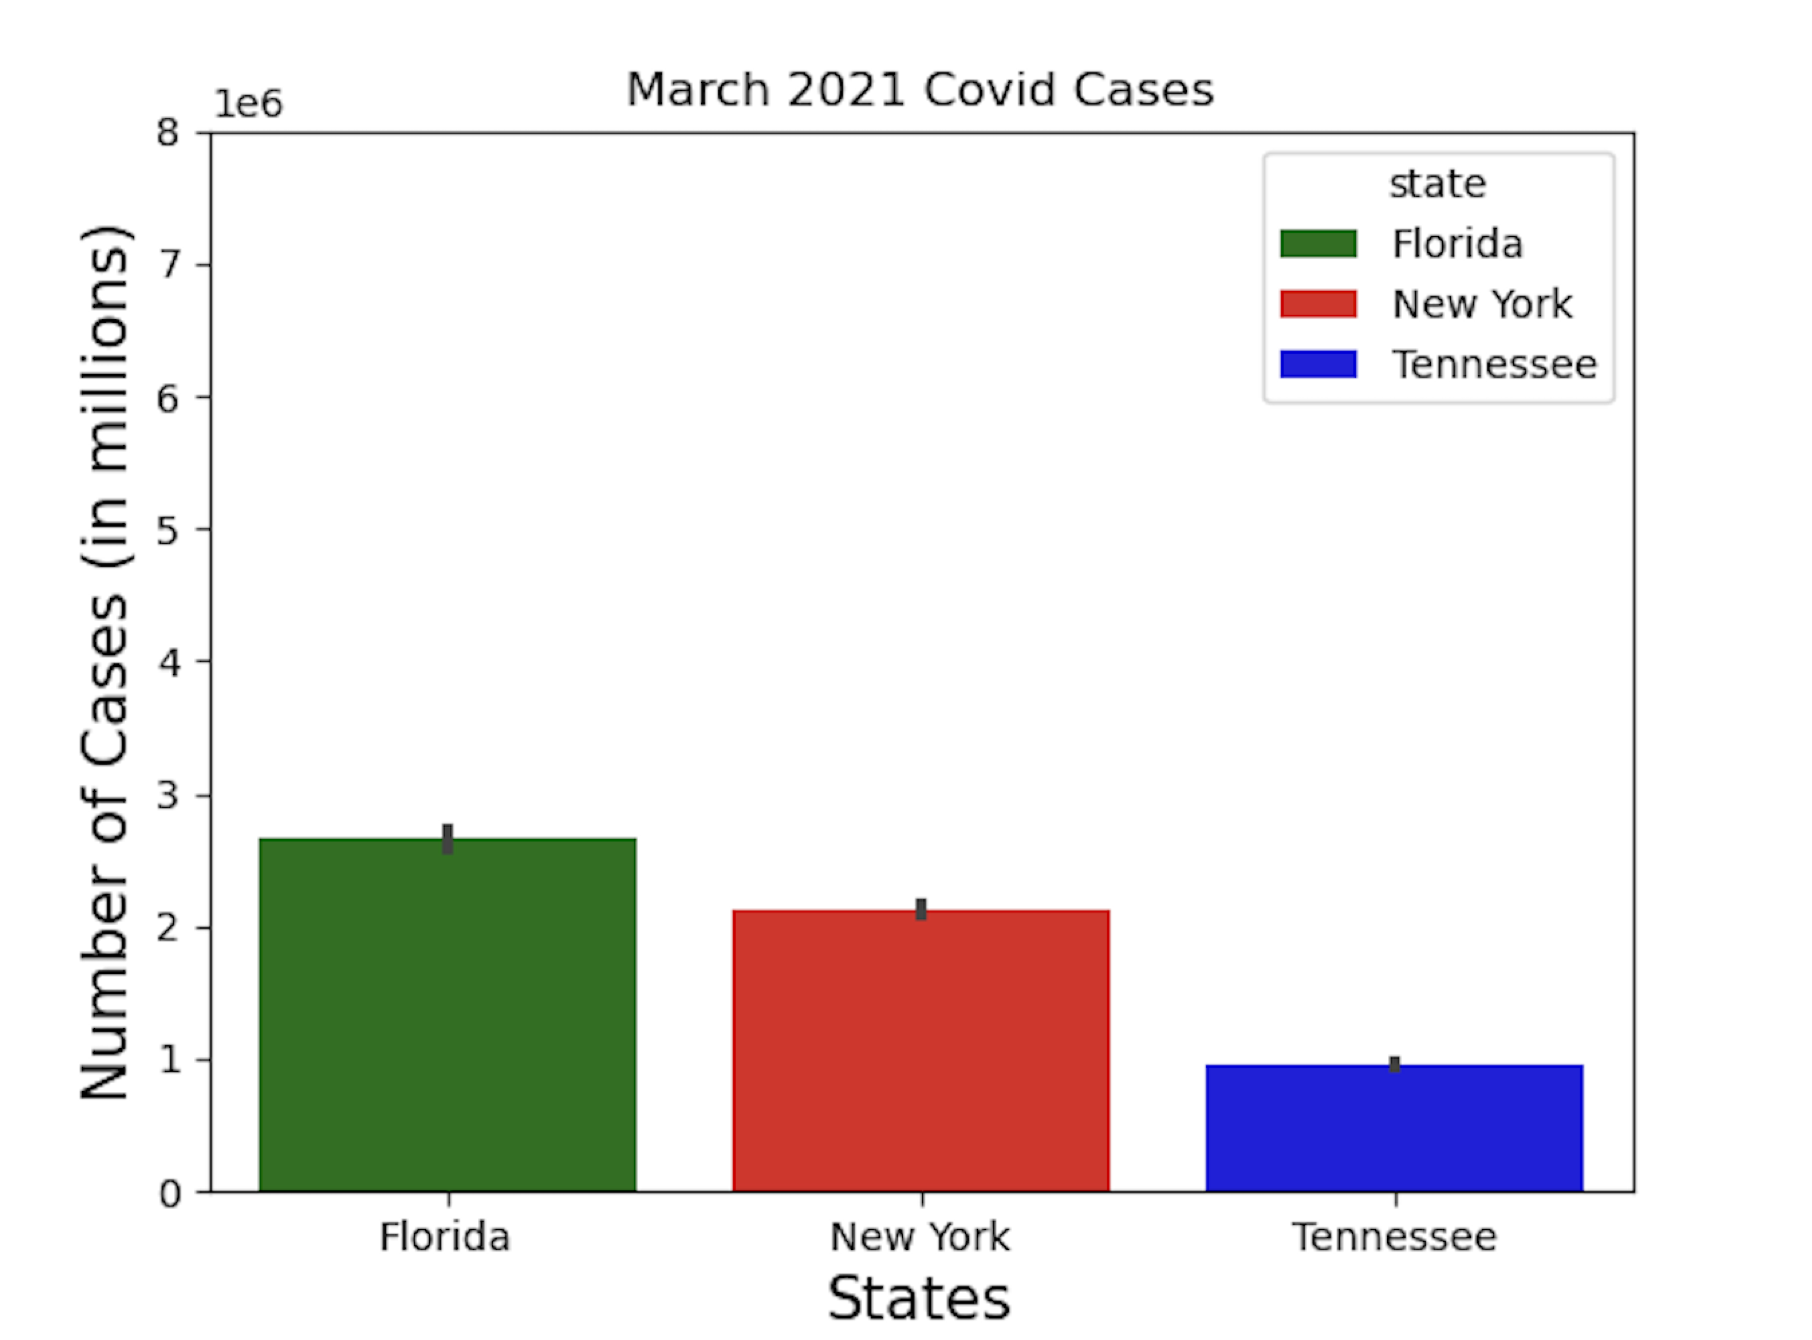 March 2021 Covid Cases
1e6
8
7
6
5
4
3
2
1
0
Number of Cases (in millions)
state
Florida
New York
Tennessee
Florida
New York
Tennessee
States